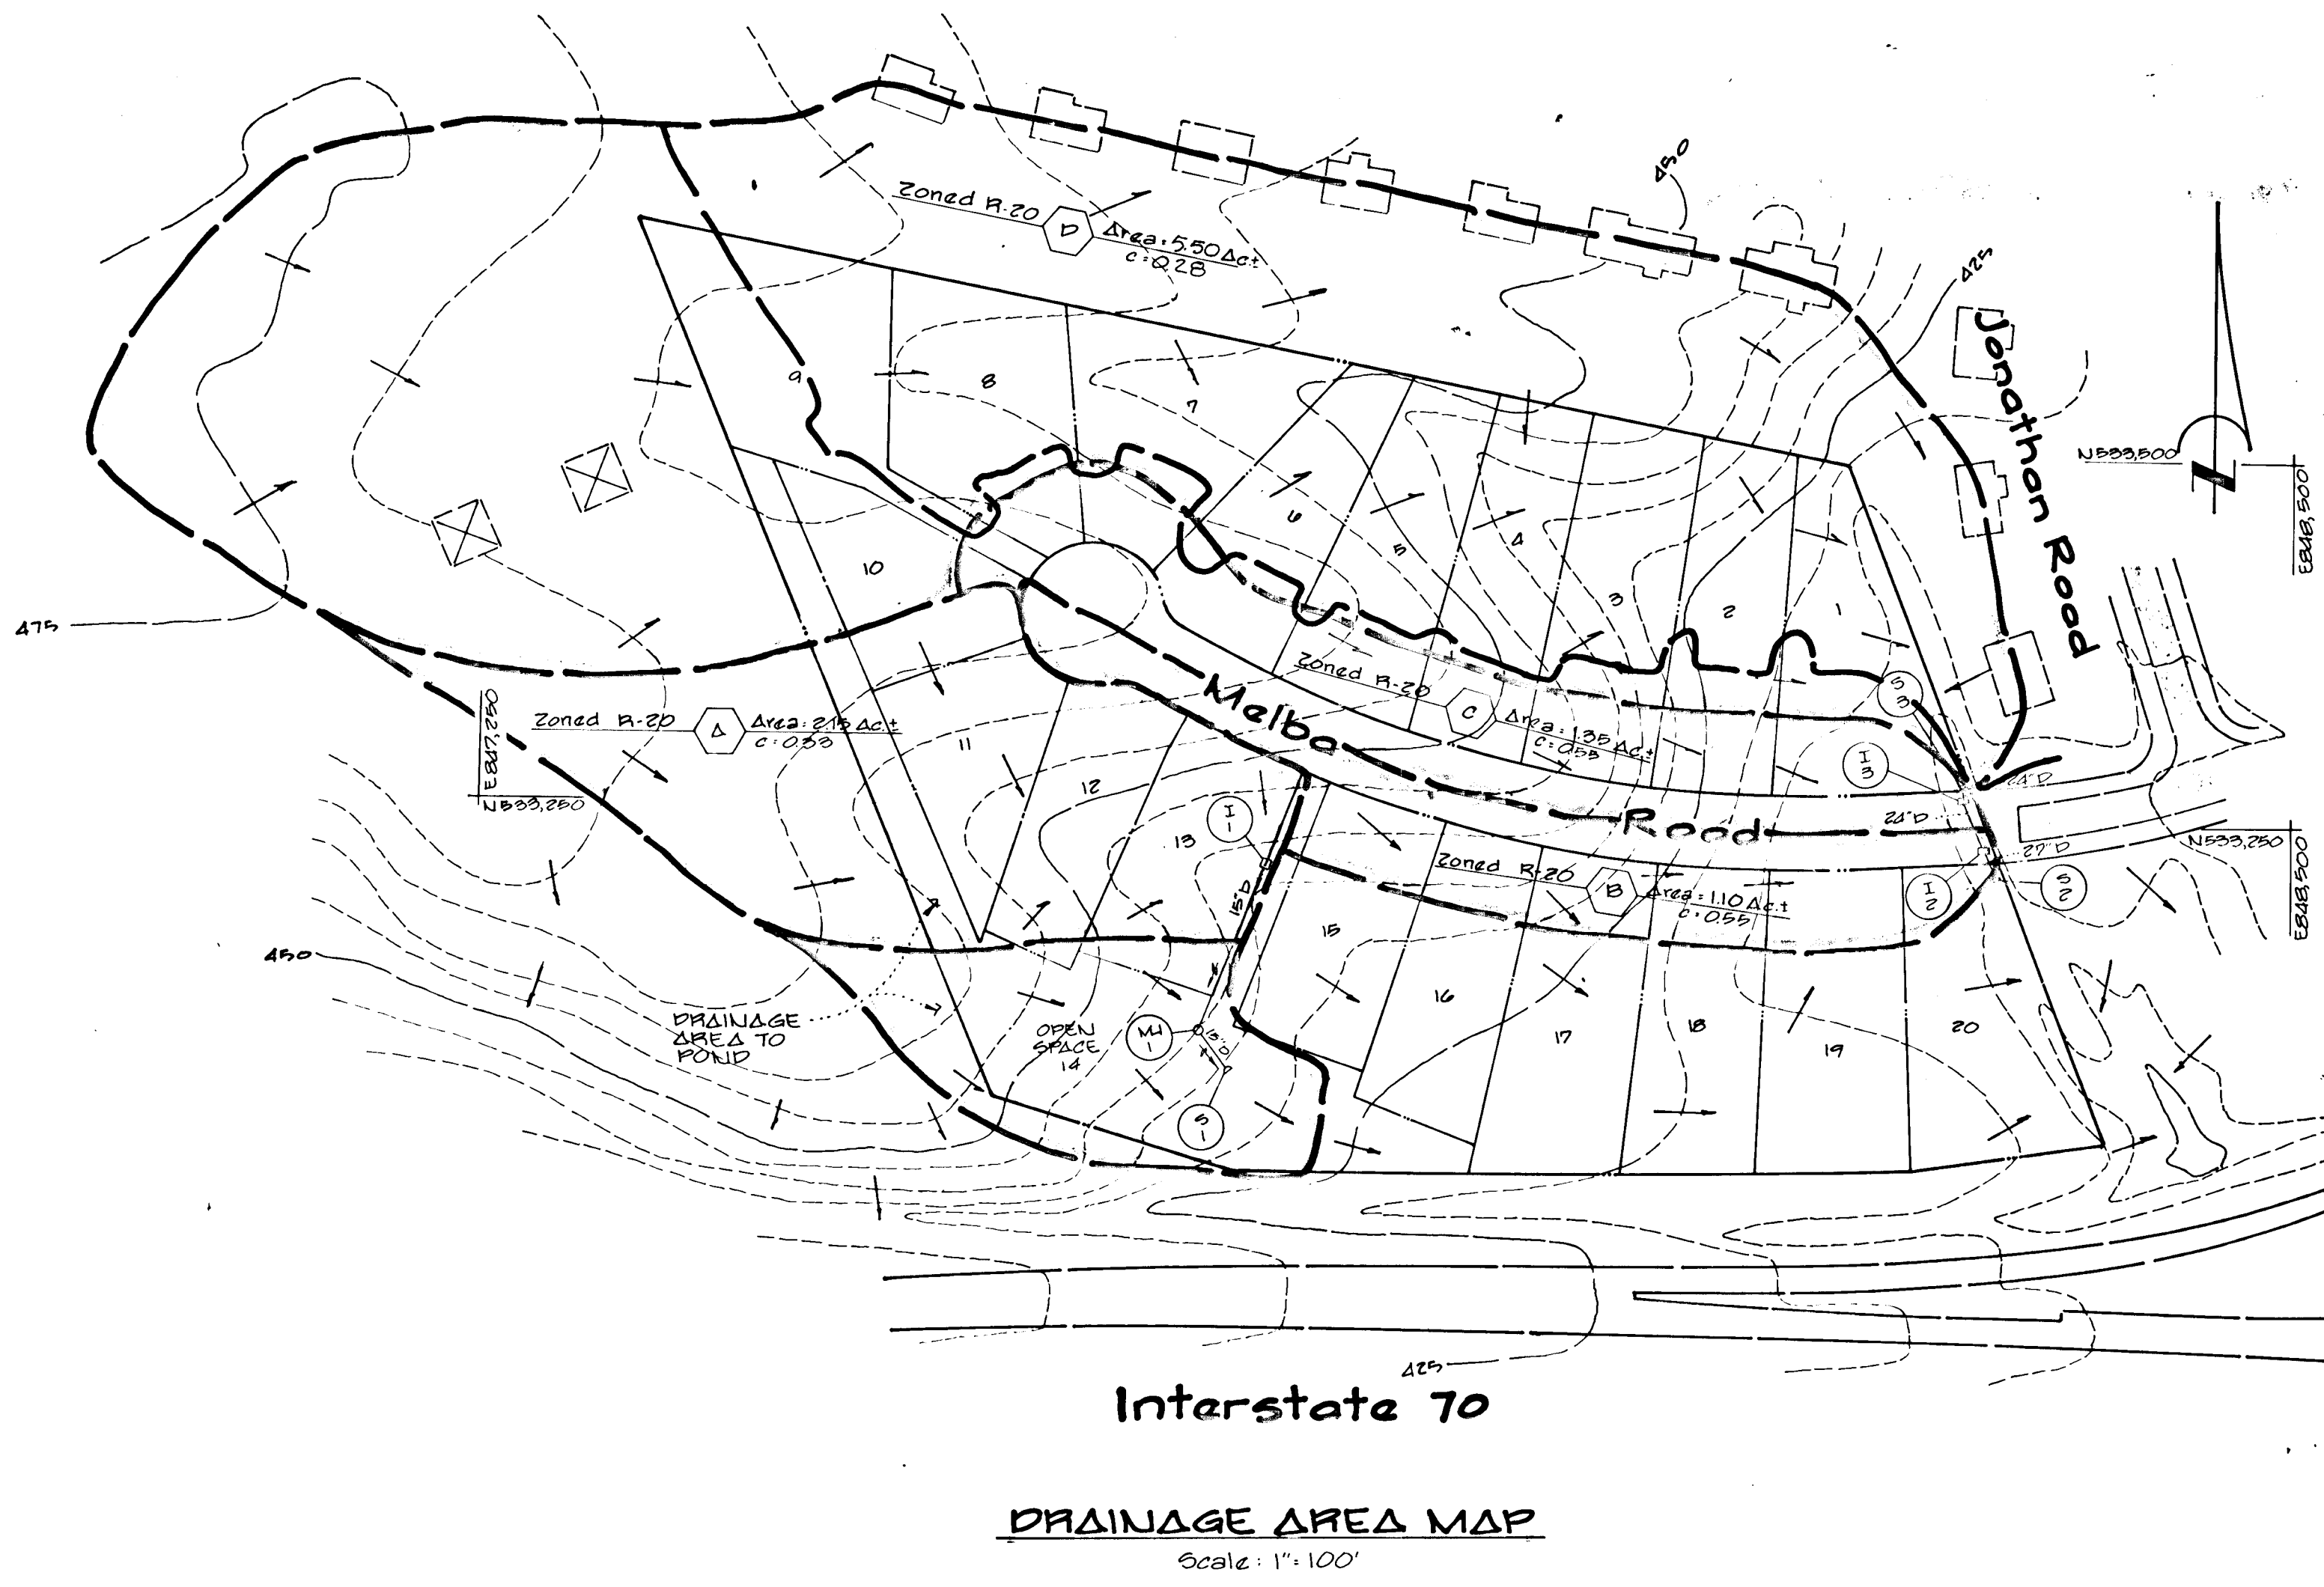 450
425
Zoned R-20
D
Area: 5.50 Ac.±
C: 0.28
Jonathan Road
N533,500
E848,500
9
8
7
6
5
4
3
2
1
10
475
Zoned R-20
C
Area: 1.35 Ac.±
C: 0.55
S
3
I
3
24"D
E847,250
N533,250
Zoned R-20
A
Area: 2.15 Ac.±
C: 0.33
11
12
13
I
1
15"D
Melba Road
24"D
27"D
N533,250
E848,500
Zoned R-20
B
Area: 1.10 Ac.±
C: 0.55
I
2
S
2
15
16
17
18
19
20
450
DRAINAGE
AREA TO
POND
OPEN
SPACE
14
MH
1
15"D
S
1
425
Interstate 70
DRAINAGE AREA MAP
Scale: 1"=100'